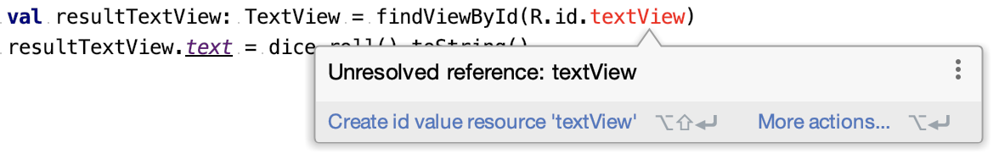 val resultTextView: TextView = findViewById(R.id.textView)
resultTextView.text = dice.roll().toString()
Unresolved reference: textView
Create id value resource 'textView' ⌥⇧↵ More actions... ⌥↵